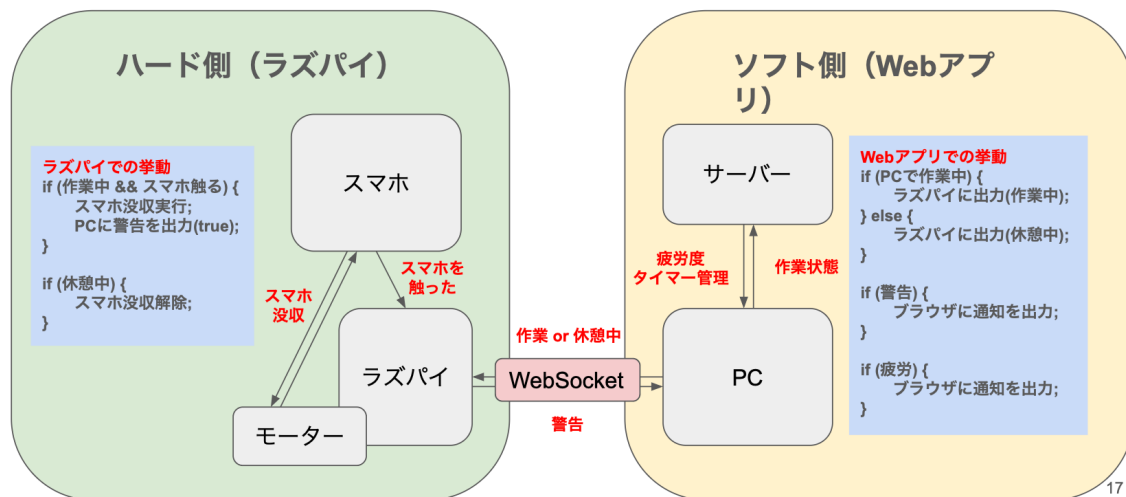 ハード側（ラズパイ）
ラズパイでの挙動
if (作業中 && スマホ触る) {
スマホ没収実行;
PCに警告を出力(true);
}
if (休憩中) {
スマホ没収解除;
}
スマホ
スマホを
触った
スマホ
没収
ラズパイ
モーター
作業 or 休憩中
WebSocket
警告
ソフト側（Webアプ
リ）
サーバー
疲労度
タイマー管理
作業状態
PC
Webアプリでの挙動
if (PCで作業中) {
ラズパイに出力(作業中);
} else {
ラズパイに出力(休憩中);
}
if (警告) {
ブラウザに通知を出力;
}
if (疲労) {
ブラウザに通知を出力;
}
17